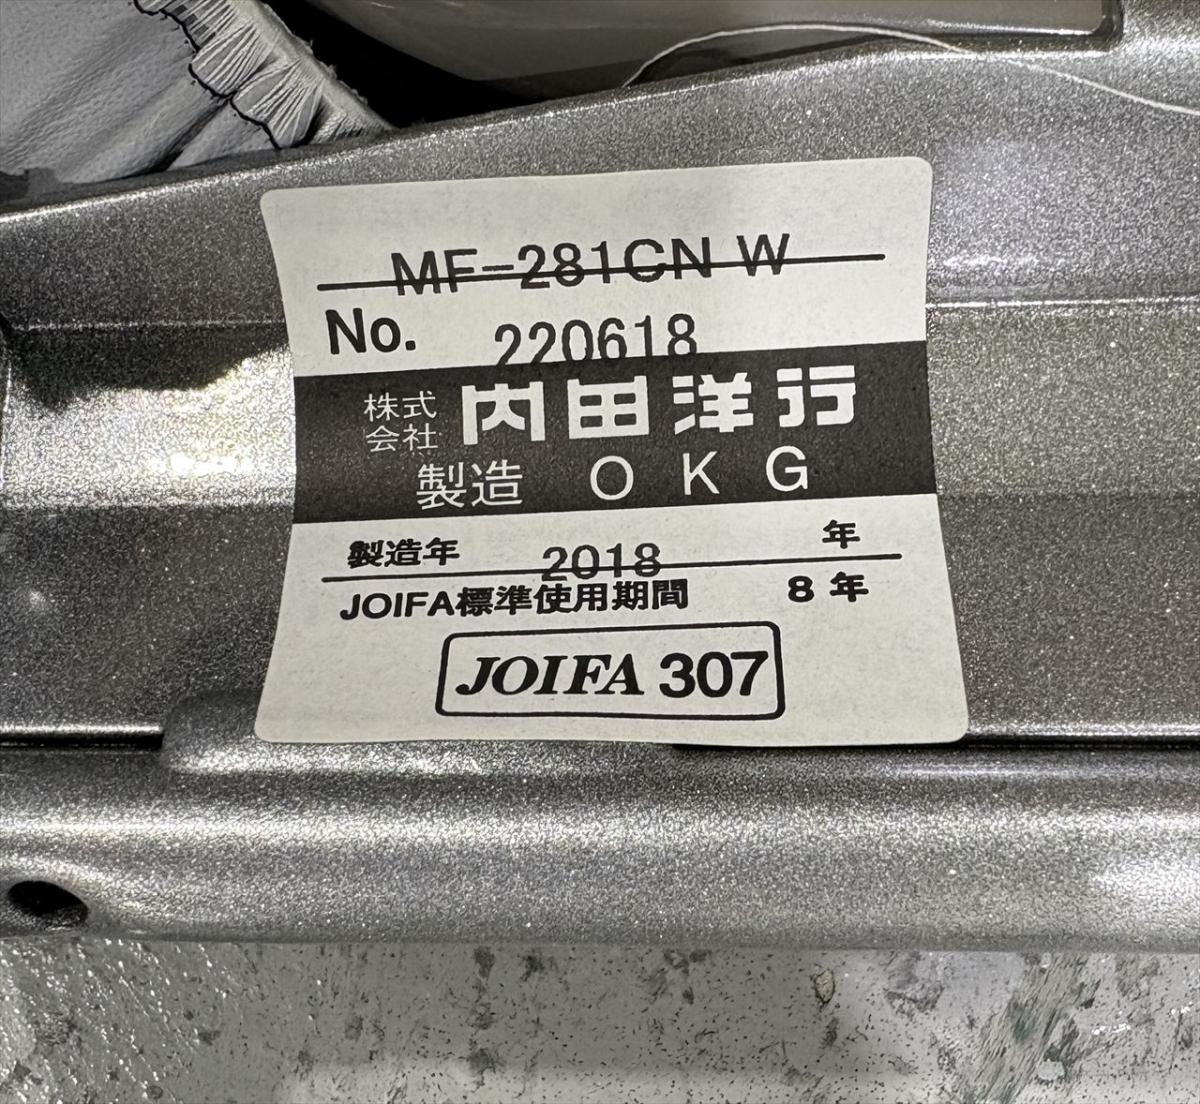 MF-281CN W
No. 220618
株式会社 内田洋行
製造 OKG
製造年 2018 年
JOIFA標準使用期間 8 年
JOIFA 307